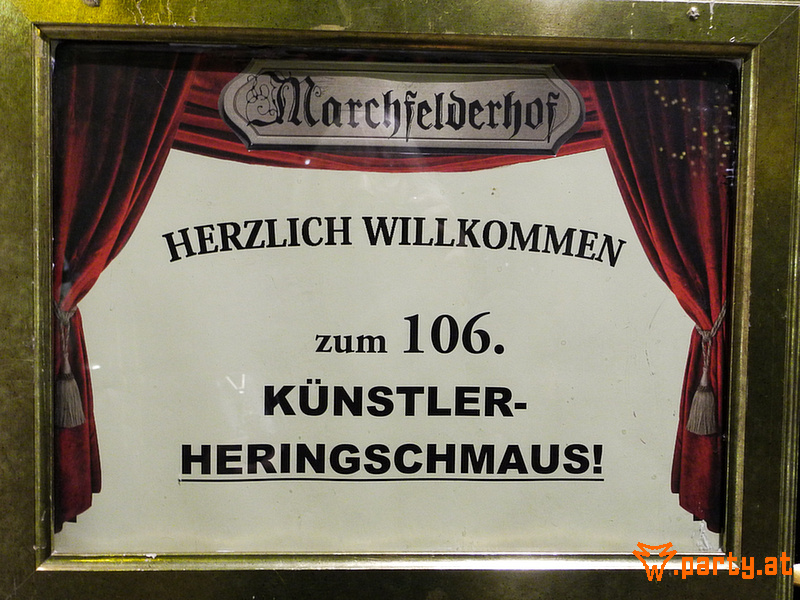 Marchfelderhof
HERZLICH WILLKOMMEN
zum 106.
KÜNSTLER-
HERINGSCHMAUS!
W.party.at